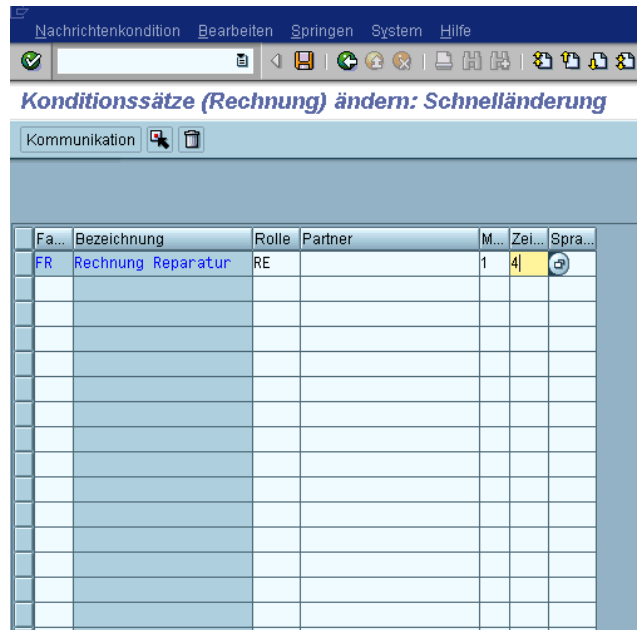 Nachrichtenkondition Bearbeiten Springen System Hilfe
Konditionssätze (Rechnung) ändern: Schnelländerung
Kommunikation
Fa... Bezeichnung Rolle Partner M... Zei... Spra...
FR Rechnung Reparatur RE 1 4